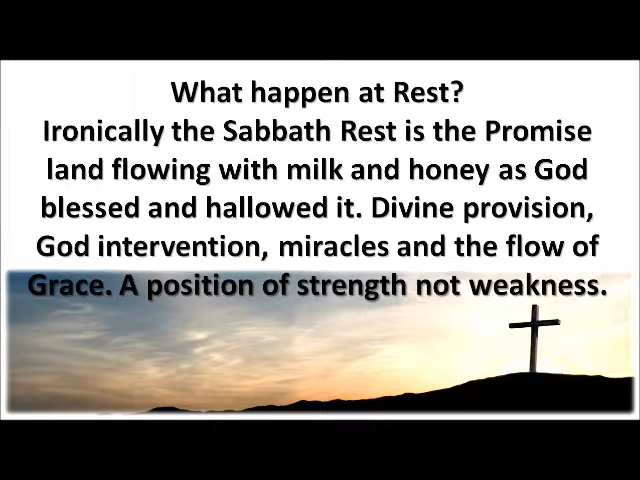 What happen at Rest?
Ironically the Sabbath Rest is the Promise
land flowing with milk and honey as God
blessed and hallowed it. Divine provision,
God intervention, miracles and the flow of
Grace. A position of strength not weakness.